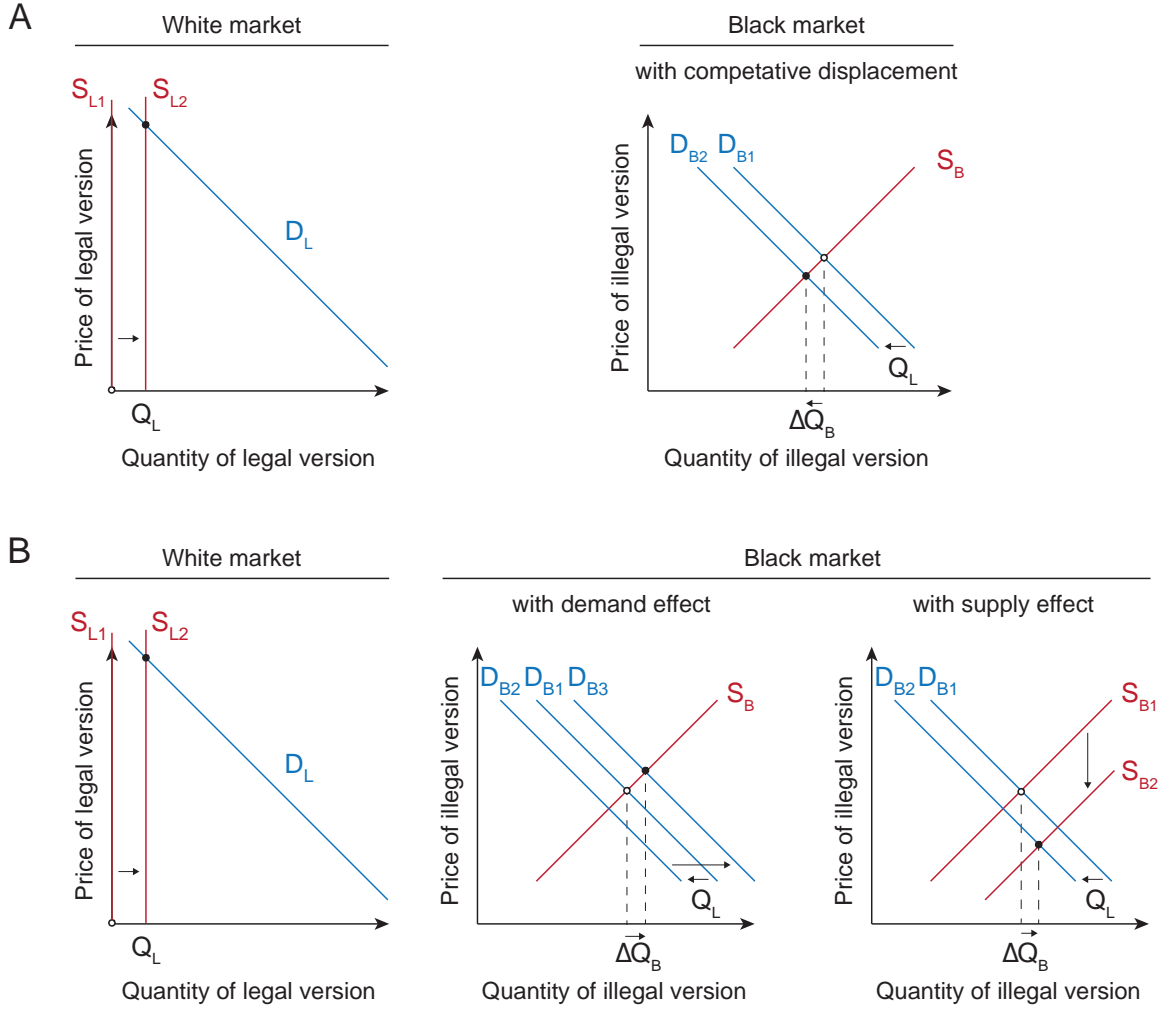 A
White market
Black market
with competative displacement
S_L1 S_L2
D_L
Price of legal version
Q_L
Quantity of legal version
D_B2 D_B1
S_B
Price of illegal version
Q_L
ΔQ_B
Quantity of illegal version
B
White market
Black market
with demand effect
with supply effect
S_L1 S_L2
D_L
Price of legal version
Q_L
Quantity of legal version
D_B2 D_B1 D_B3
S_B
Price of illegal version
Q_L
ΔQ_B
Quantity of illegal version
D_B2 D_B1
S_B1
S_B2
Price of illegal version
Q_L
ΔQ_B
Quantity of illegal version